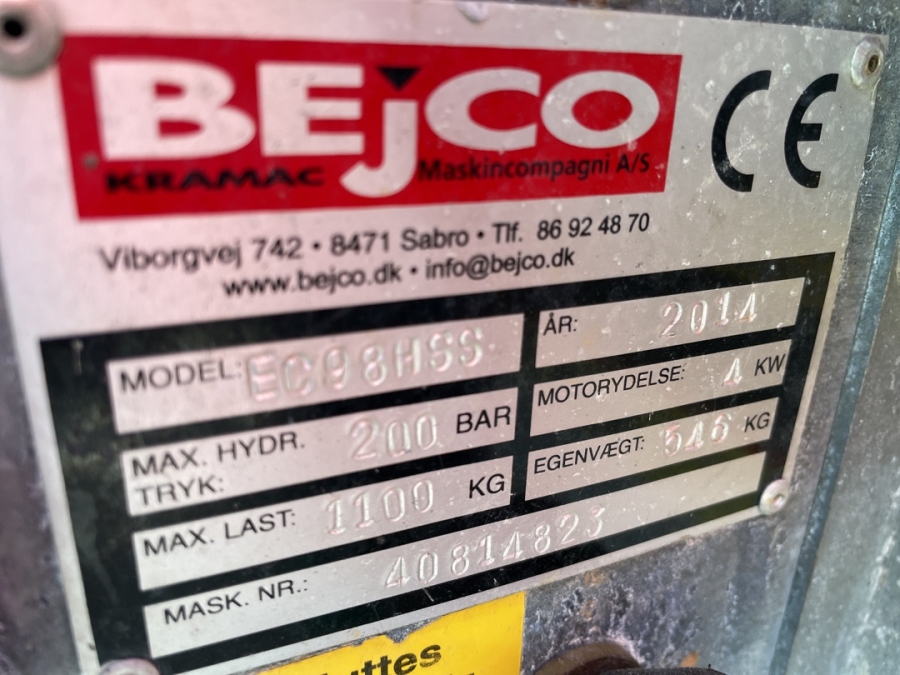 BEjCO
KRAMAC Maskincompagni A/S
CE
Viborgvej 742 • 8471 Sabro • Tlf. 86 92 48 70
www.bejco.dk • info@bejco.dk
MODEL: EC98HSS
ÅR: 2014
MAX. HYDR. TRYK: 200 BAR
MOTORYDELSE: 4 KW
MAX. LAST: 1100 KG
EGENVÆGT: 546 KG
MASK. NR.: 40814823